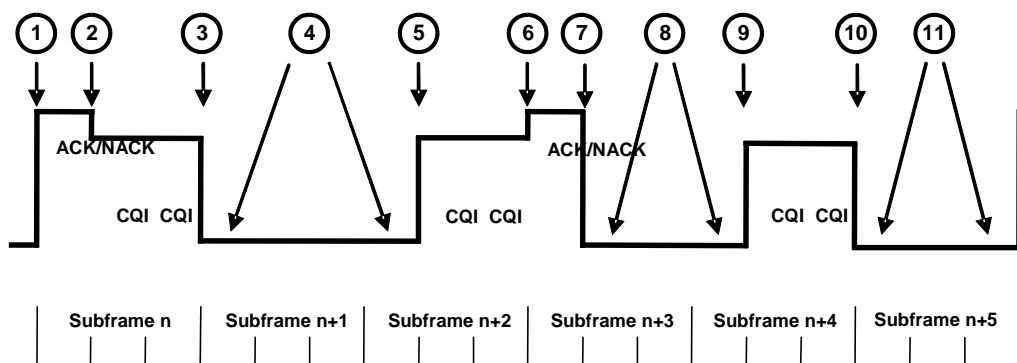 1 2 3 4 5 6 7 8 9 10 11
ACK/NACK ACK/NACK
CQI CQI CQI CQI CQI CQI
Subframe n Subframe n+1 Subframe n+2 Subframe n+3 Subframe n+4 Subframe n+5